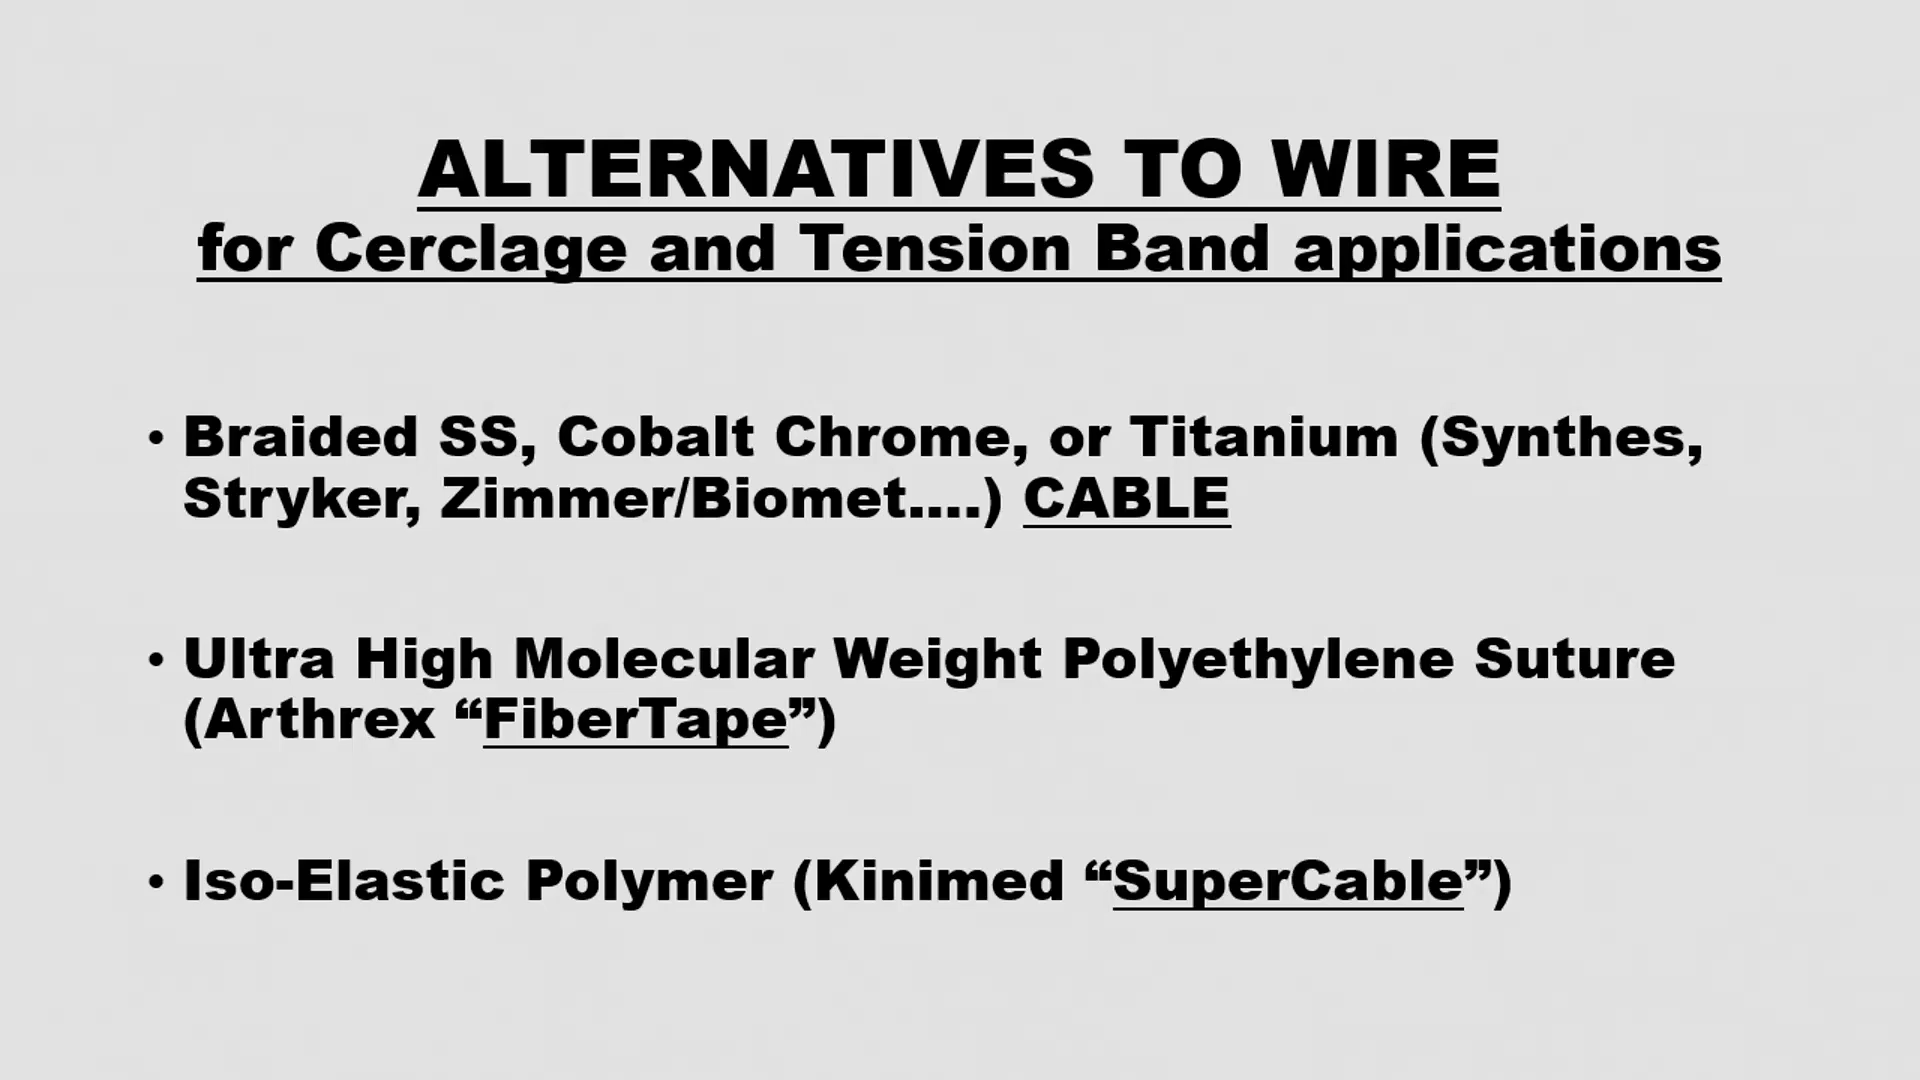 ALTERNATIVES TO WIRE
for Cerclage and Tension Band applications
• Braided SS, Cobalt Chrome, or Titanium (Synthes,
Stryker, Zimmer/Biomet....) CABLE
• Ultra High Molecular Weight Polyethylene Suture
(Arthrex “FiberTape”)
• Iso-Elastic Polymer (Kinimed “SuperCable”)